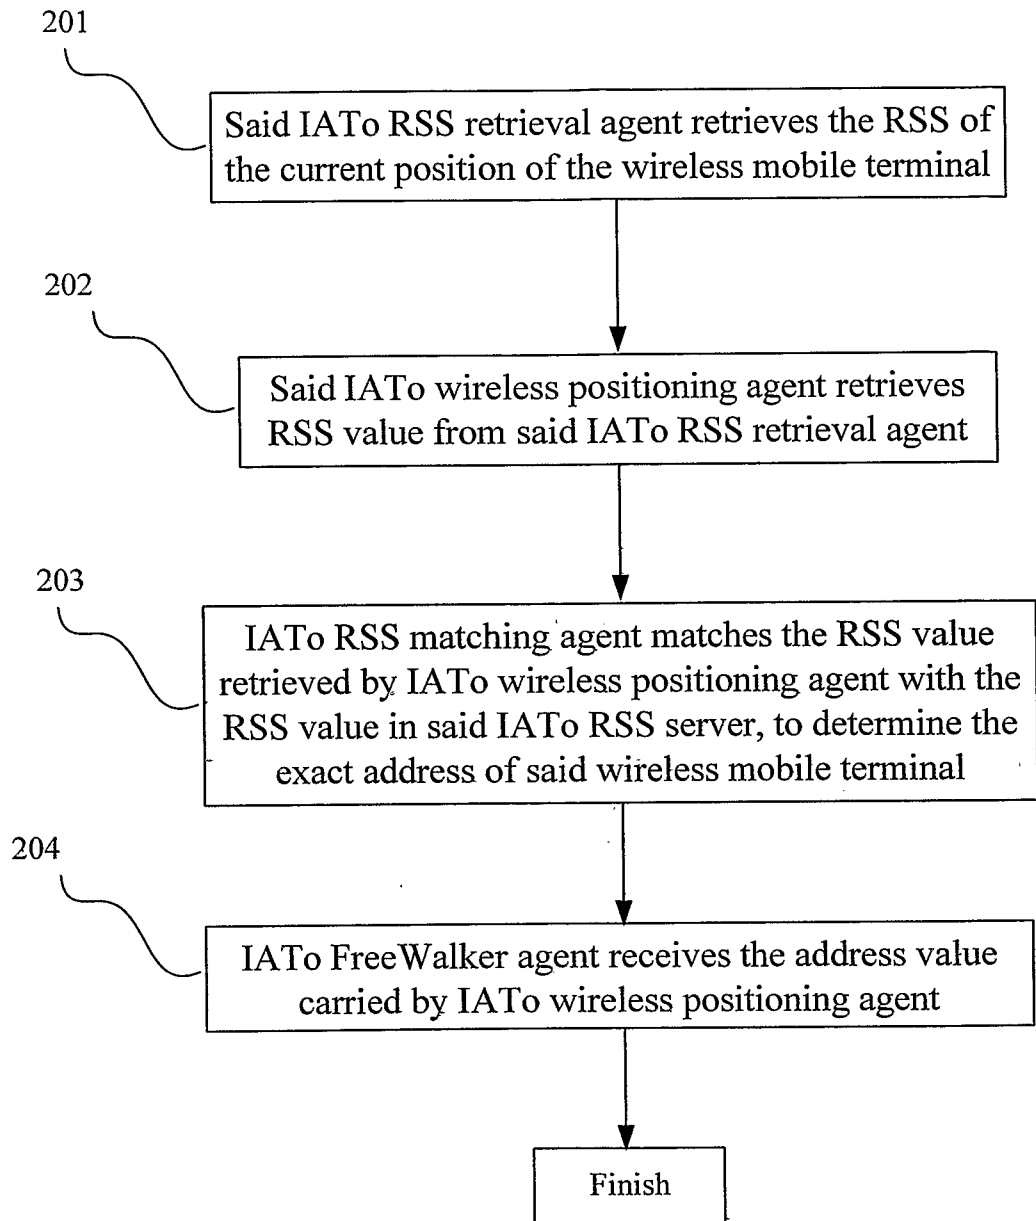 201
Said IATo RSS retrieval agent retrieves the RSS of
the current position of the wireless mobile terminal
202
Said IATo wireless positioning agent retrieves
RSS value from said IATo RSS retrieval agent
203
IATo RSS matching agent matches the RSS value
retrieved by IATo wireless positioning agent with the
RSS value in said IATo RSS server, to determine the
exact address of said wireless mobile terminal
204
IATo FreeWalker agent receives the address value
carried by IATo wireless positioning agent
Finish